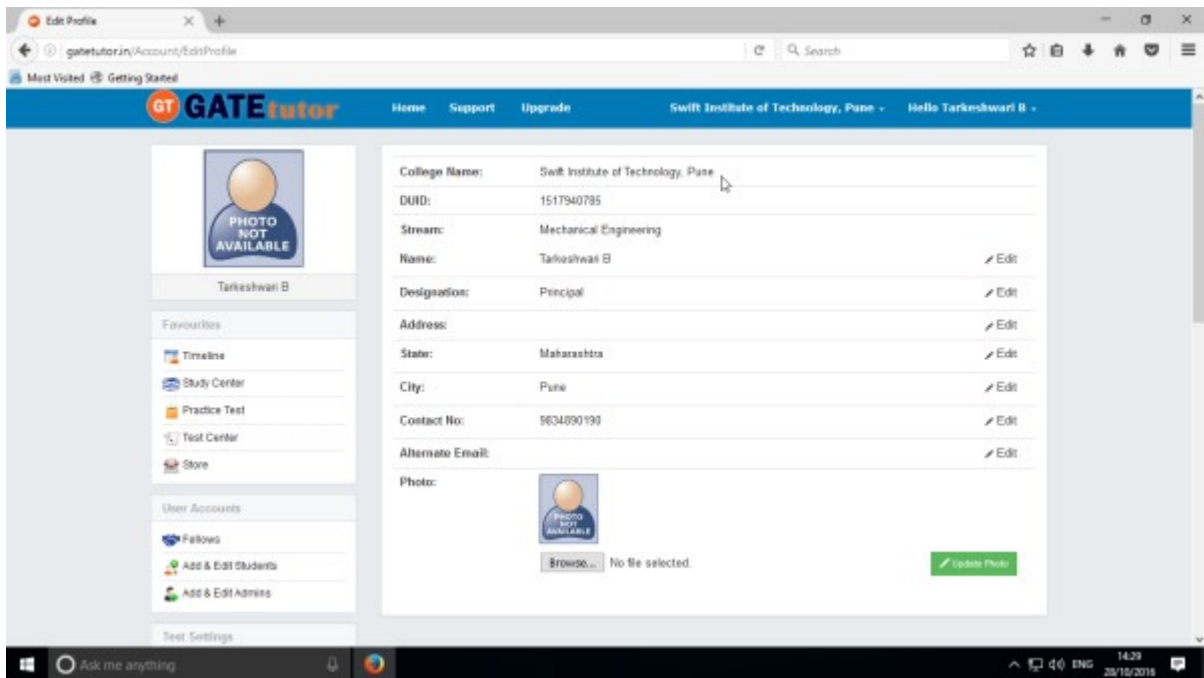 Edit Profile
gatetutor.in/Account/EditProfile
Search
Most Visited Getting Started
GT GATEtutor Home Support Upgrade Swift Institute of Technology, Pune Hello Tarkeshwari B
PHOTO
NOT
AVAILABLE
Tarkeshwari B
Favourites
Timeline
Study Center
Practice Test
Test Center
Store
User Accounts
Fellows
Add & Edit Students
Add & Edit Admins
Test Settings
College Name: Swift Institute of Technology, Pune
DUID: 1517940785
Stream: Mechanical Engineering
Name: Tarkeshwari B Edit
Designation: Principal Edit
Address: Edit
State: Maharashtra Edit
City: Pune Edit
Contact No: 9834890190 Edit
Alternate Email: Edit
Photo:
PHOTO
NOT
AVAILABLE
Browse... No file selected. Update Photo
Ask me anything ENG 14:29
28/10/2016